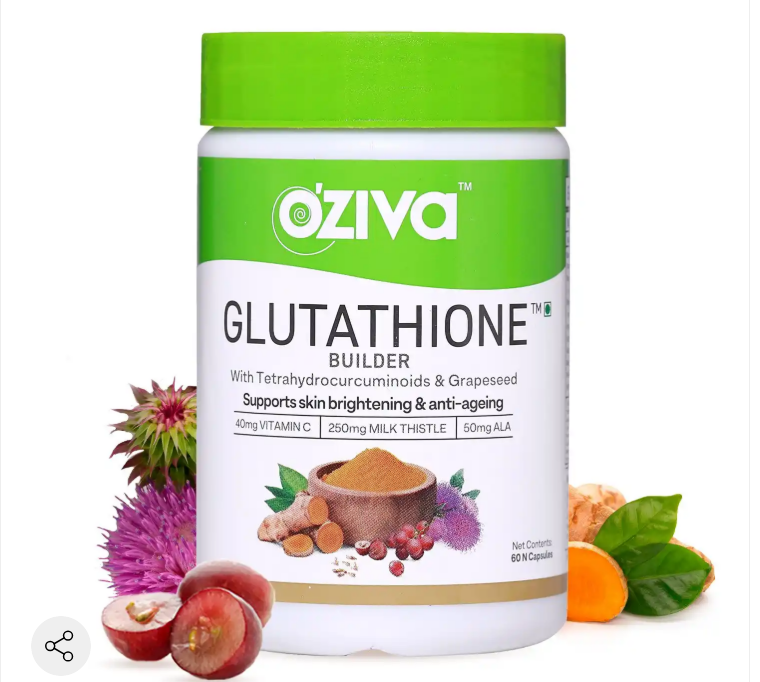 O'ZIVA™
GLUTATHIONE™
BUILDER
With Tetrahydrocurcuminoids & Grapeseed
Supports skin brightening & anti-ageing
40mg VITAMIN C 250mg MILK THISTLE 50mg ALA
Net Contents:
60 N Capsules